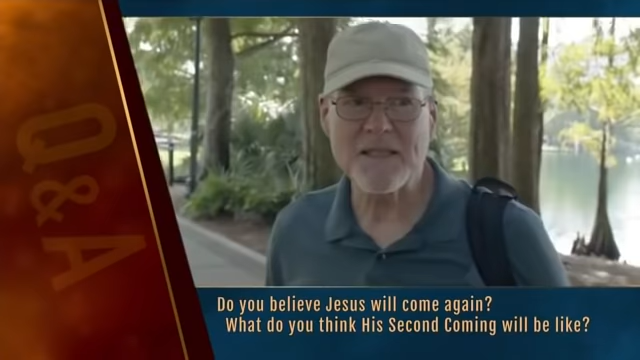 Q & A
Do you believe Jesus will come again?
What do you think His Second Coming will be like?